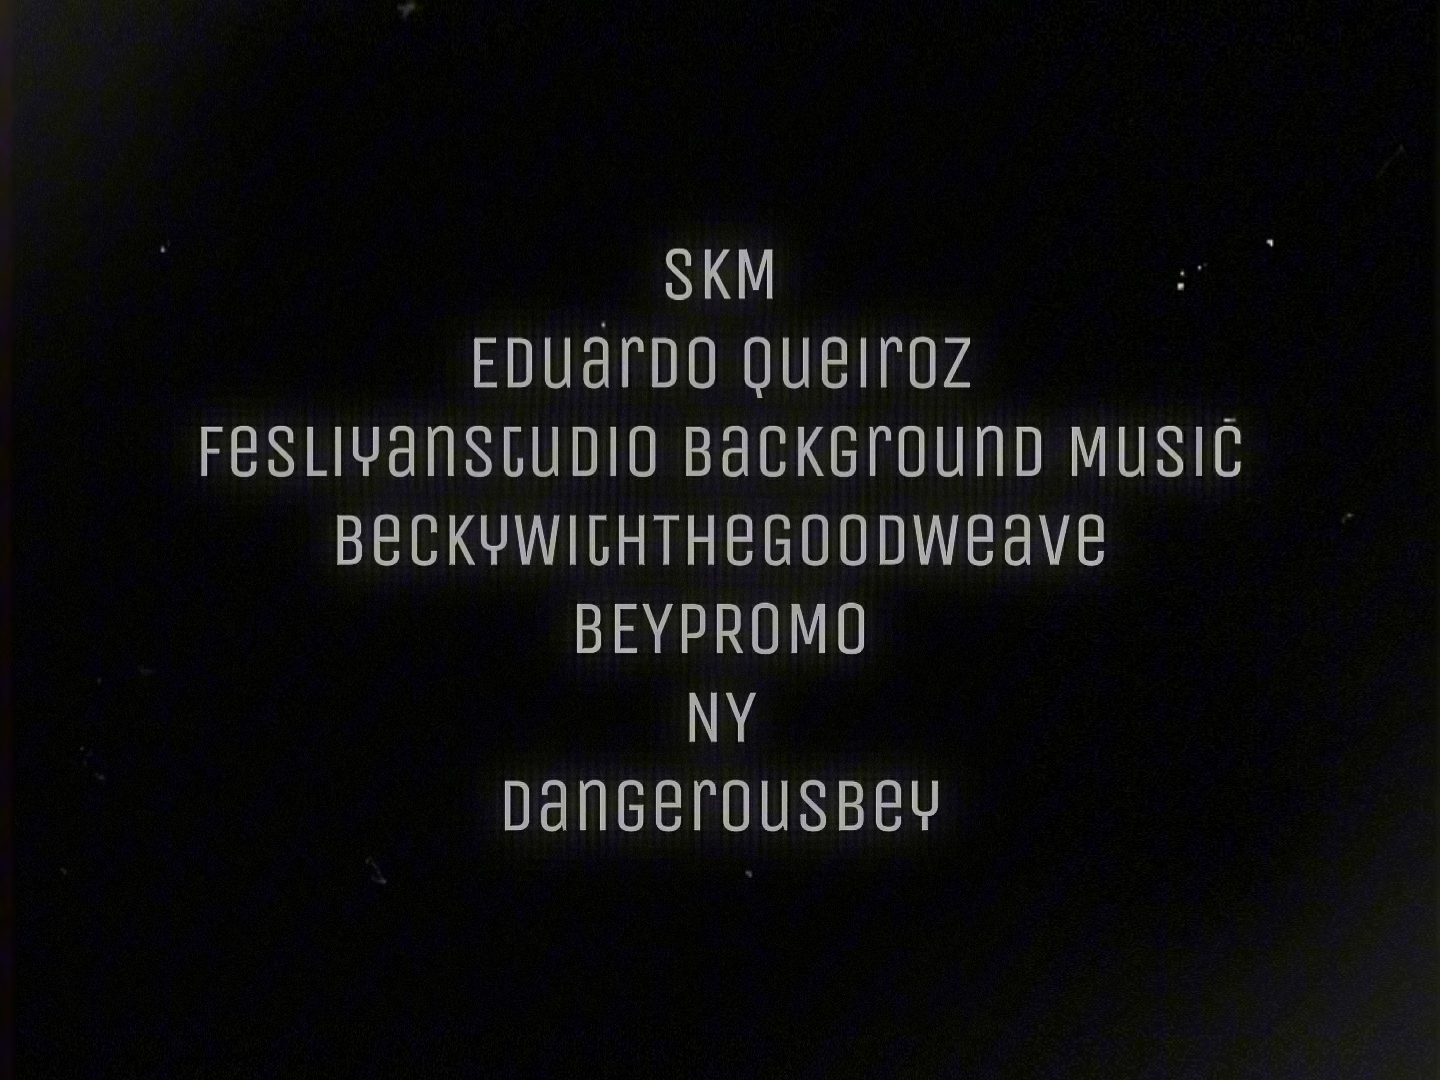 SKM
Eduardo Queiroz
FesliyanStudio Background Music
BeckyWithTheGoodWeave
BEYPROMO
NY
DangerousBey